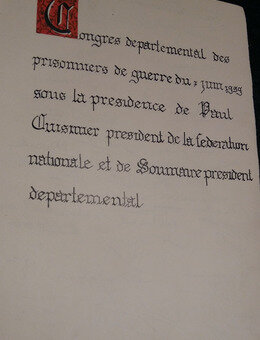 Congres departemental des
prisonniers de guerre du juin
sous la presidence de Paul
president de la federation
nationale et de Soumare president
departemental